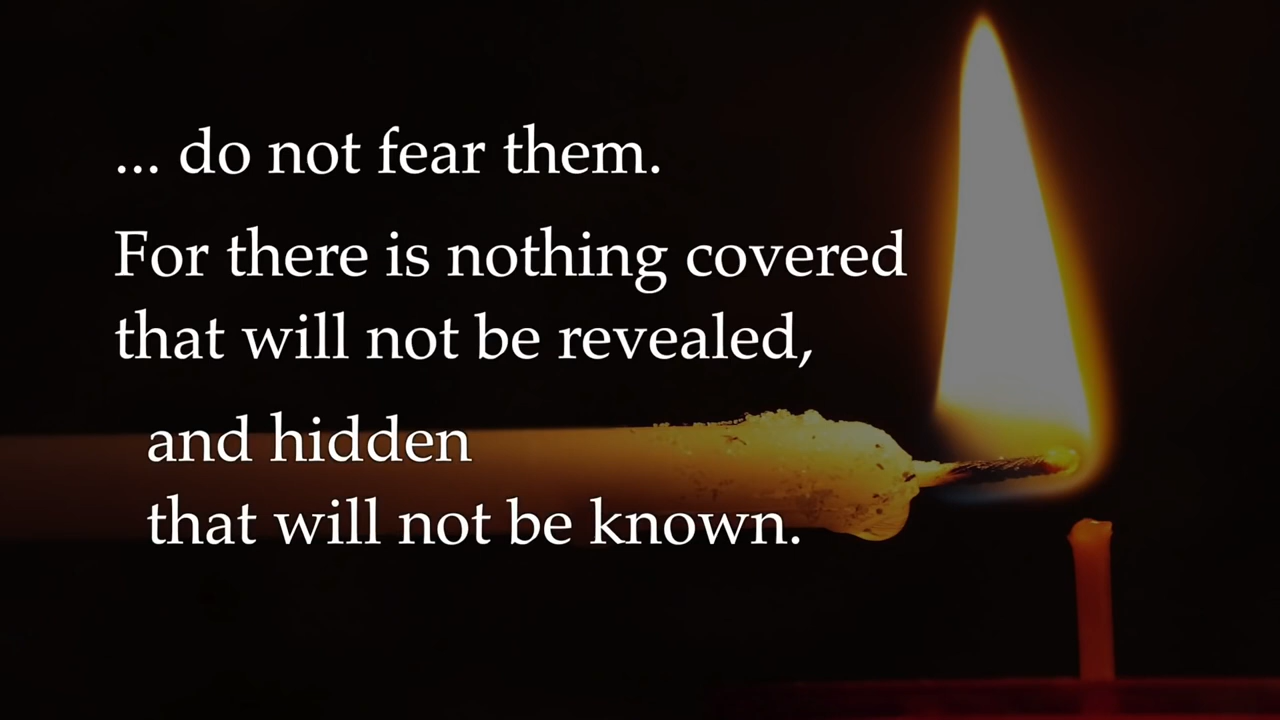 ... do not fear them.
For there is nothing covered
that will not be revealed,
and hidden
that will not be known.